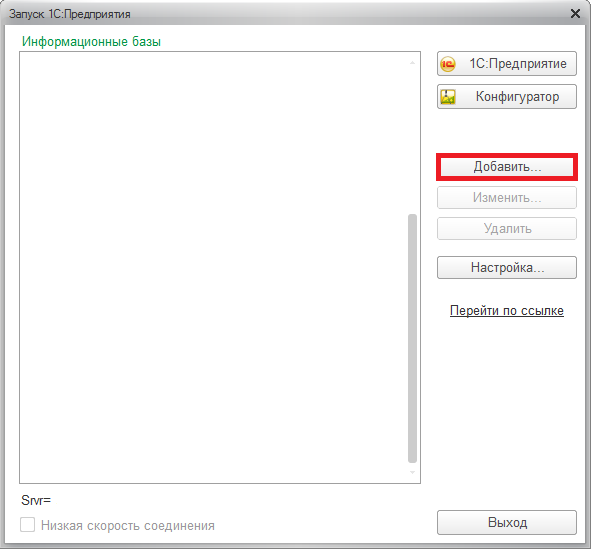 Запуск 1С:Предприятия
Информационные базы
1С:Предприятие
Конфигуратор
Добавить...
Изменить...
Удалить
Настройка...
Перейти по ссылке
Srvr=
Низкая скорость соединения
Выход